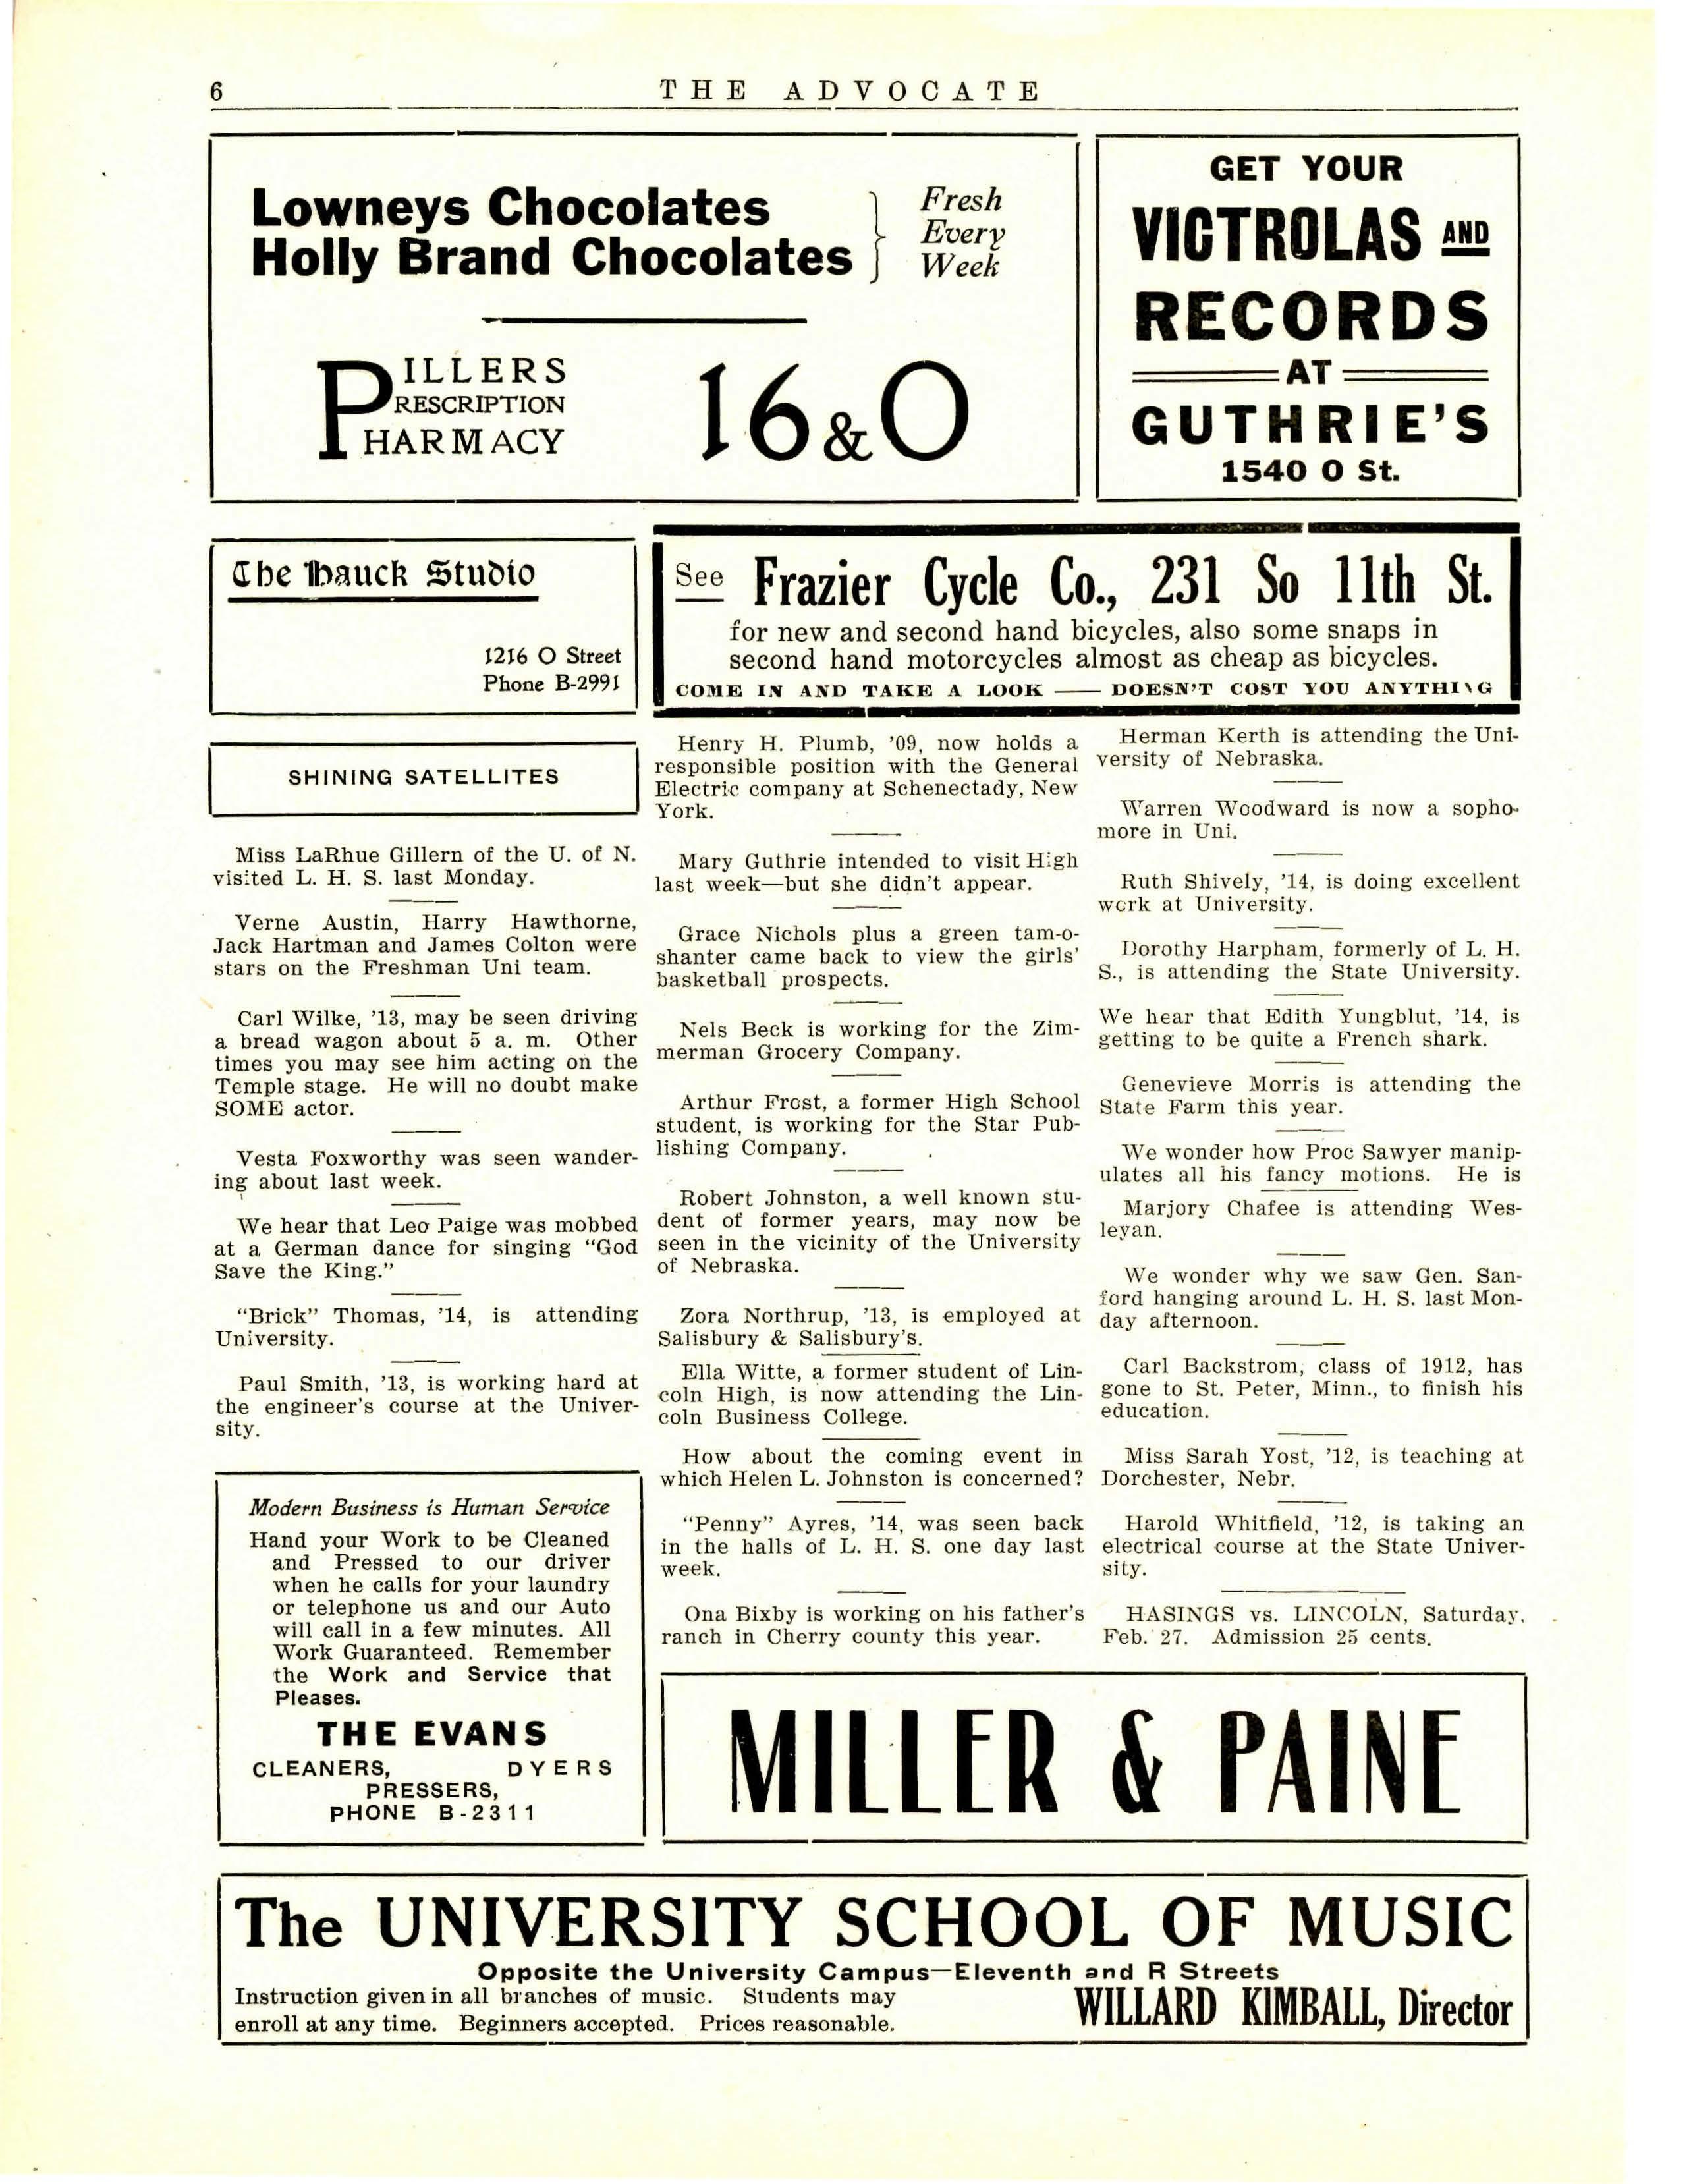 6
THE ADVOCATE
Lowneys Chocolates
Holly Brand Chocolates
Fresh
Every
Week
PILLERS
PRESCRIPTION
PHARMACY
16 & O
GET YOUR
VICTROLAS AND
RECORDS
AT
GUTHRIE'S
1540 O St.
The Hauck Studio
1216 O Street
Phone B-2991
See Frazier Cycle Co., 231 So 11th St.
for new and second hand bicycles, also some snaps in
second hand motorcycles almost as cheap as bicycles.
COME IN AND TAKE A LOOK — DOESN'T COST YOU ANYTHING
SHINING SATELLITES
Miss LaRhue Gillern of the U. of N.
visited L. H. S. last Monday.
Verne Austin, Harry Hawthorne,
Jack Hartman and James Colton were
stars on the Freshman Uni team.
Carl Wilke, '13, may be seen driving
a bread wagon about 5 a. m. Other
times you may see him acting on the
Temple stage. He will no doubt make
SOME actor.
Vesta Foxworthy was seen wander-
ing about last week.
We hear that Leo Paige was mobbed
at a German dance for singing "God
Save the King."
"Brick" Thomas, '14, is attending
University.
Paul Smith, '13, is working hard at
the engineer's course at the Univer-
sity.
Modern Business is Human Service
Hand your Work to be Cleaned
and Pressed to our driver
when he calls for your laundry
or telephone us and our Auto
will call in a few minutes. All
Work Guaranteed. Remember
the Work and Service that
Pleases.
THE EVANS
CLEANERS, DYERS
PRESSERS,
PHONE B-2311
Henry H. Plumb, '09, now holds a
responsible position with the General
Electric company at Schenectady, New
York.
Mary Guthrie intended to visit High
last week—but she didn't appear.
Grace Nichols plus a green tam-o-
shanter came back to view the girls'
basketball prospects.
Nels Beck is working for the Zim-
merman Grocery Company.
Arthur Frost, a former High School
student, is working for the Star Pub-
lishing Company.
Robert Johnston, a well known stu-
dent of former years, may now be
seen in the vicinity of the University
of Nebraska.
Zora Northrup, '13, is employed at
Salisbury & Salisbury's.
Ella Witte, a former student of Lin-
coln High, is now attending the Lin-
coln Business College.
How about the coming event in
which Helen L. Johnston is concerned?
"Penny" Ayres, '14, was seen back
in the halls of L. H. S. one day last
week.
Ona Bixby is working on his father's
ranch in Cherry county this year.
Herman Kerth is attending the Uni-
versity of Nebraska.
Warren Woodward is now a sopho-
more in Uni.
Ruth Shively, '14, is doing excellent
work at University.
Dorothy Harpham, formerly of L. H.
S., is attending the State University.
We hear that Edith Yungblut, '14, is
getting to be quite a French shark.
Genevieve Morris is attending the
State Farm this year.
We wonder how Proc Sawyer manip-
ulates all his fancy motions. He is
Marjory Chafee is attending Wes-
leyan.
We wonder why we saw Gen. San-
ford hanging around L. H. S. last Mon-
day afternoon.
Carl Backstrom, class of 1912, has
gone to St. Peter, Minn., to finish his
education.
Miss Sarah Yost, '12, is teaching at
Dorchester, Nebr.
Harold Whitfield, '12, is taking an
electrical course at the State Univer-
sity.
HASINGS vs. LINCOLN, Saturday,
Feb. 27. Admission 25 cents.
MILLER & PAINE
The UNIVERSITY SCHOOL OF MUSIC
Opposite the University Campus—Eleventh and R Streets
Instruction given in all branches of music. Students may
enroll at any time. Beginners accepted. Prices reasonable.
WILLARD KIMBALL, Director